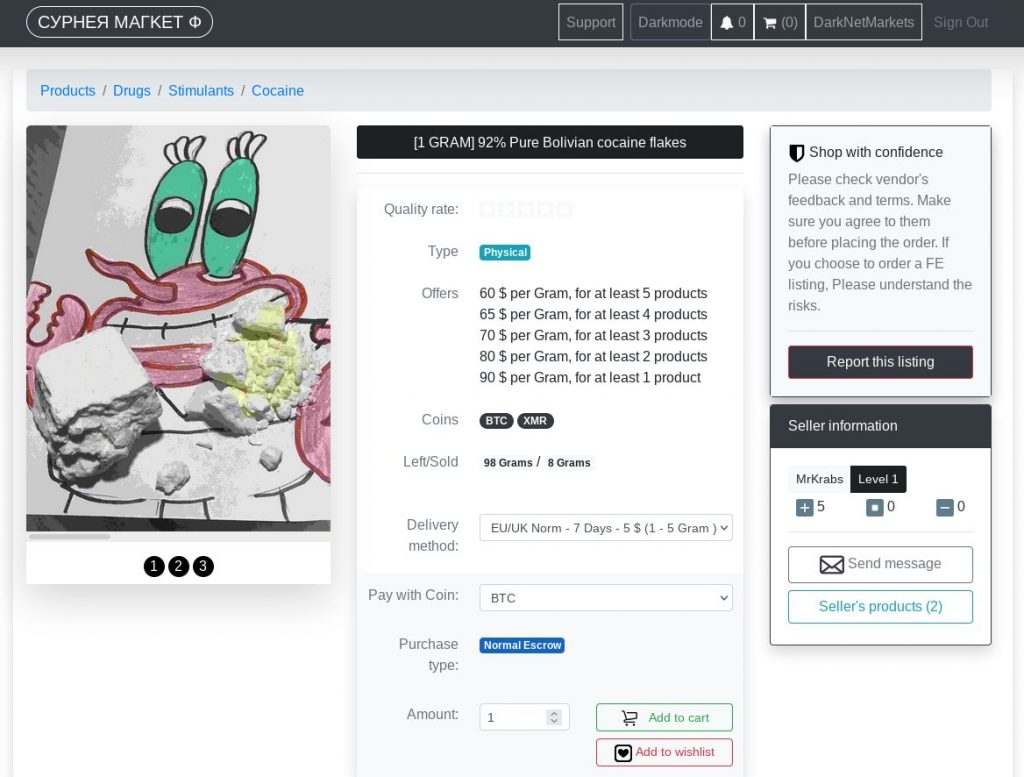 СУРНЕЯ МАГКЕТ Ф
Support
Darkmode
0
(0)
DarkNetMarkets
Sign Out
Products / Drugs / Stimulants / Cocaine
1 2 3
[1 GRAM] 92% Pure Bolivian cocaine flakes
Quality rate:
Type
Physical
Offers
60 $ per Gram, for at least 5 products
65 $ per Gram, for at least 4 products
70 $ per Gram, for at least 3 products
80 $ per Gram, for at least 2 products
90 $ per Gram, for at least 1 product
Coins
BTC XMR
Left/Sold
98 Grams / 8 Grams
Delivery
method:
EU/UK Norm - 7 Days - 5 $ (1 - 5 Gram )
Pay with Coin:
BTC
Purchase
type:
Normal Escrow
Amount:
1
Add to cart
Add to wishlist
Shop with confidence
Please check vendor's
feedback and terms. Make
sure you agree to them
before placing the order. If
you choose to order a FE
listing, Please understand the
risks.
Report this listing
Seller information
MrKrabs Level 1
5 0 0
Send message
Seller's products (2)